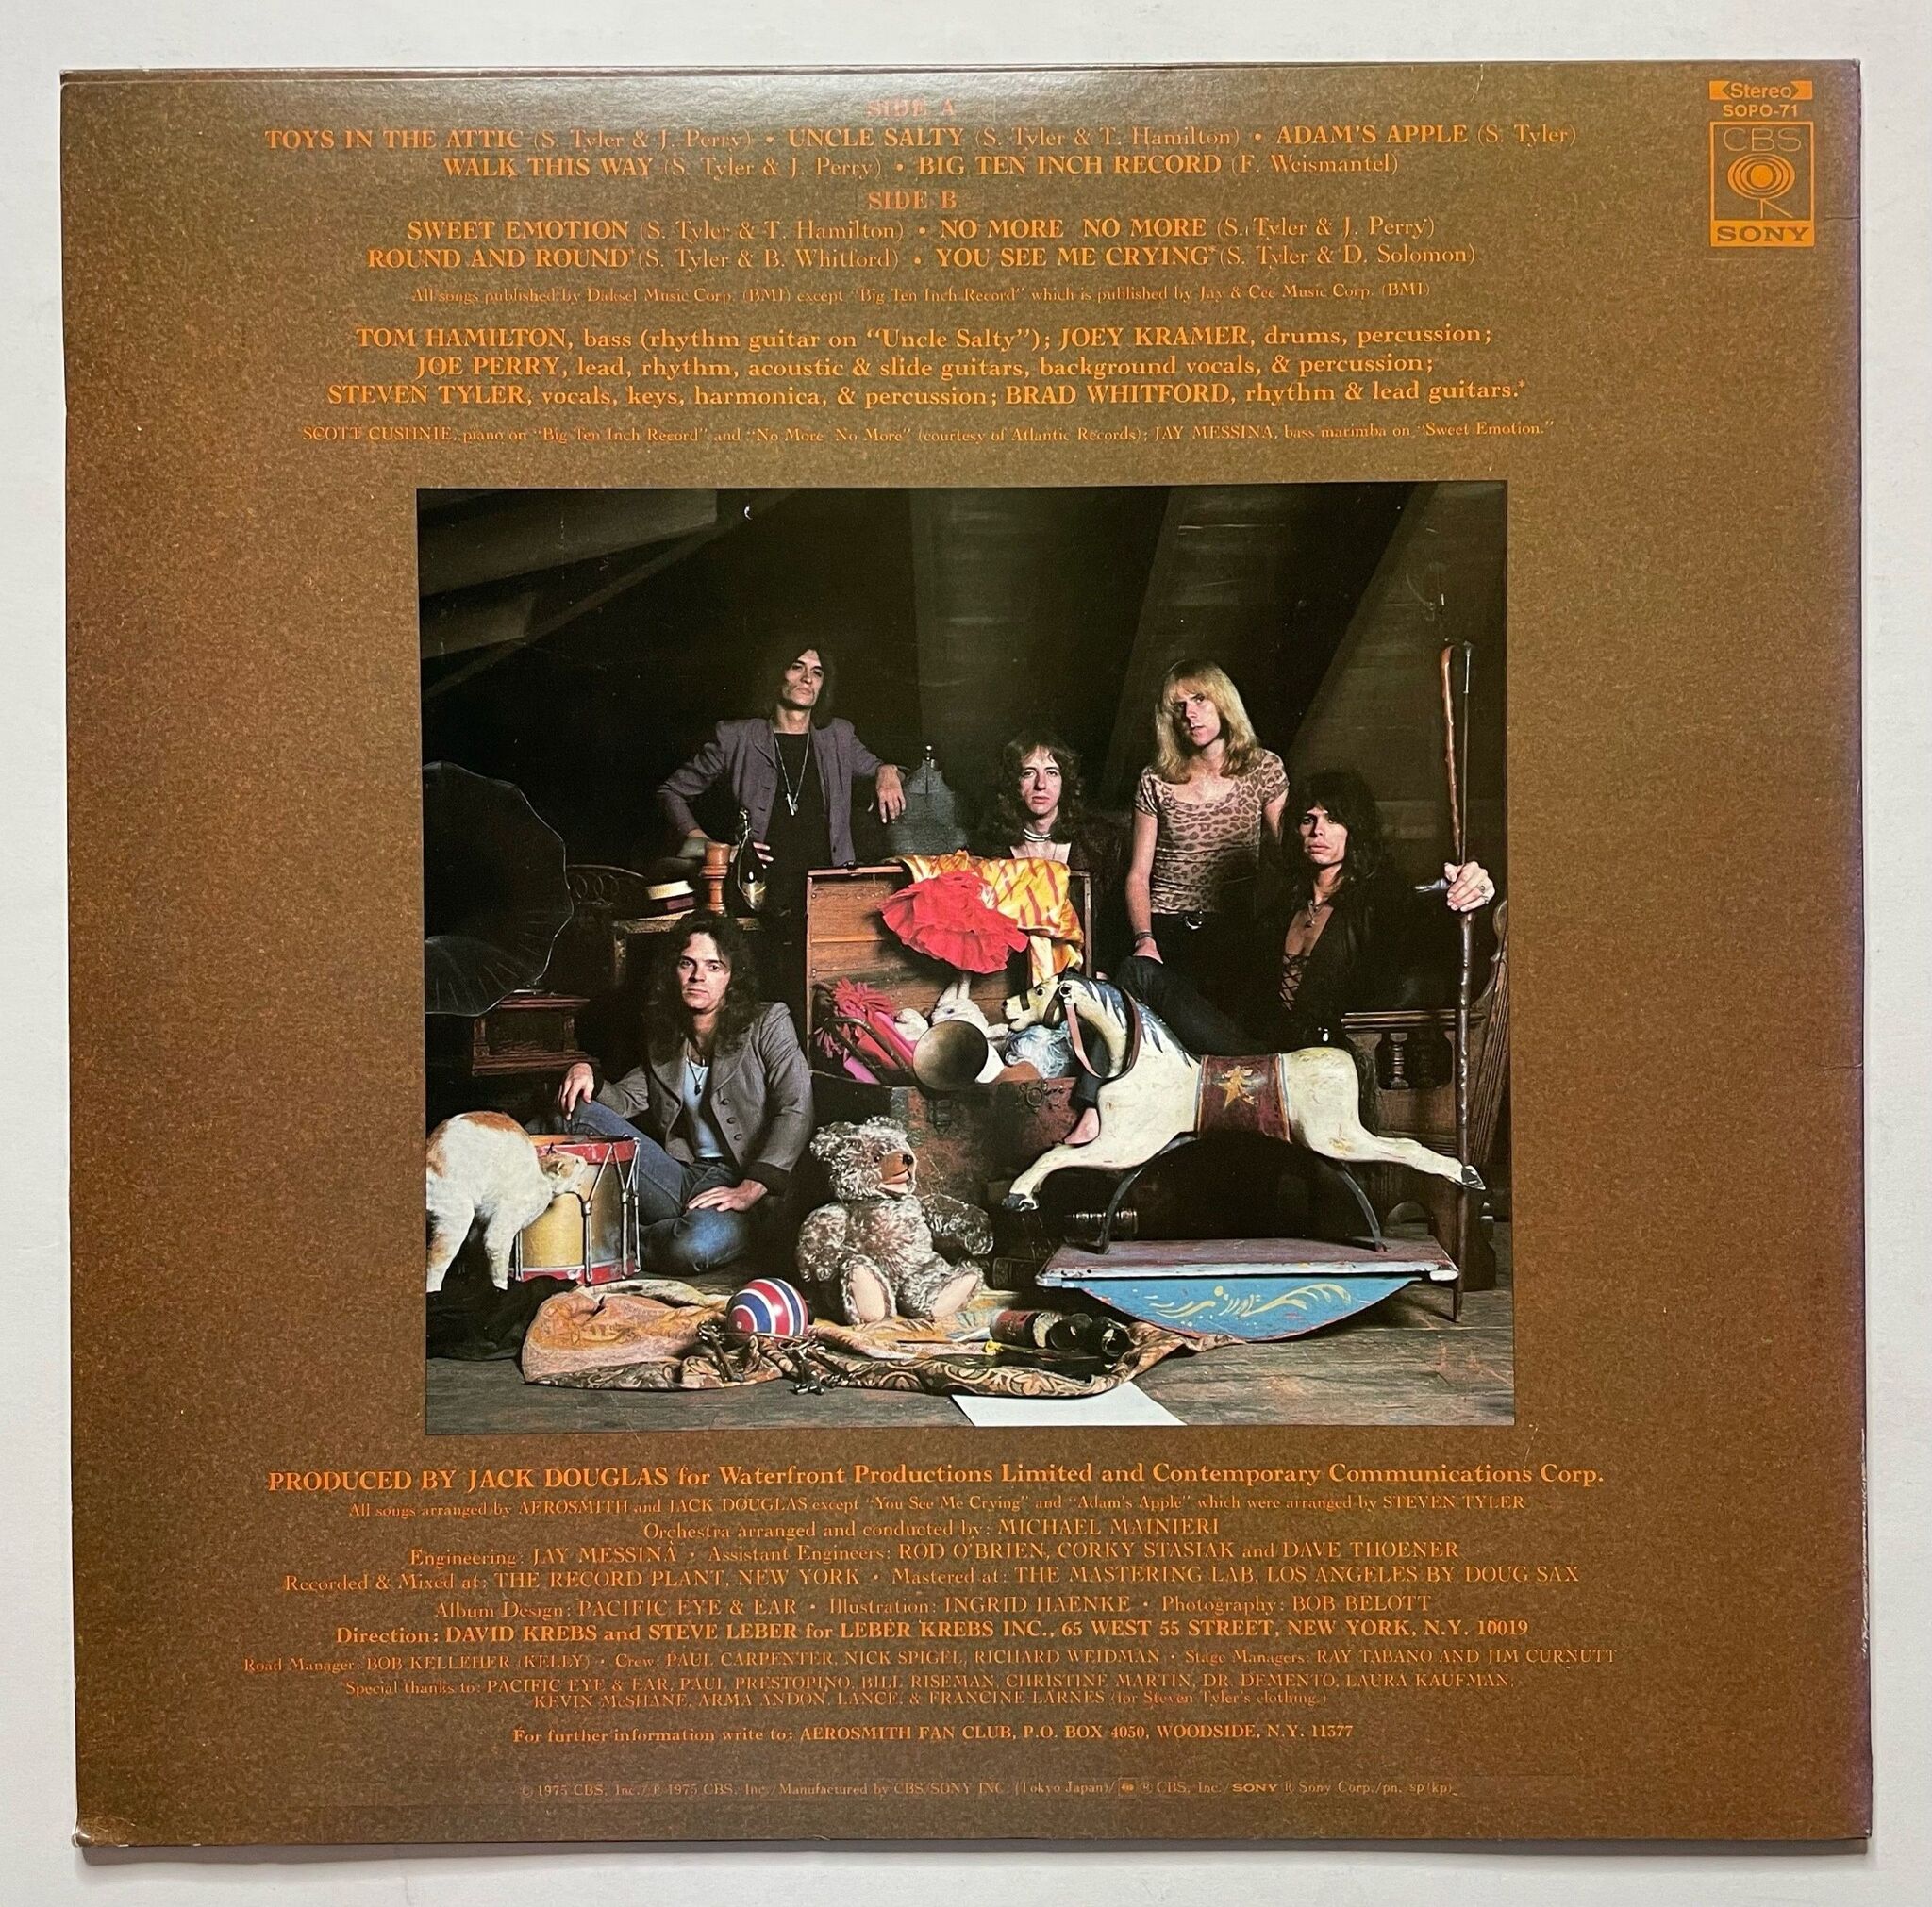 SIDE A
TOYS IN THE ATTIC (S. Tyler & J. Perry) • UNCLE SALTY (S. Tyler & T. Hamilton) • ADAM'S APPLE (S. Tyler)
WALK THIS WAY (S. Tyler & J. Perry) • BIG TEN INCH RECORD (F. Weismantel)
SIDE B
SWEET EMOTION (S. Tyler & T. Hamilton) • NO MORE NO MORE (S. Tyler & J. Perry)
ROUND AND ROUND* (S. Tyler & B. Whitford) • YOU SEE ME CRYING* (S. Tyler & D. Solomon)
All songs published by Daksel Music Corp. (BMI) except "Big Ten Inch Record" which is published by Jay & Cee Music Corp. (BMI)
TOM HAMILTON, bass (rhythm guitar on "Uncle Salty"); JOEY KRAMER, drums, percussion;
JOE PERRY, lead, rhythm, acoustic & slide guitars, background vocals, & percussion;
STEVEN TYLER, vocals, keys, harmonica, & percussion; BRAD WHITFORD, rhythm & lead guitars.*
SCOTT CUSHNIE, piano on "Big Ten Inch Record" and "No More No More" (courtesy of Atlantic Records); JAY MESSINA, bass marimba on "Sweet Emotion."
Stereo
SOPO-71
CBS
SONY
PRODUCED BY JACK DOUGLAS for Waterfront Productions Limited and Contemporary Communications Corp.
All songs arranged by AEROSMITH and JACK DOUGLAS except "You See Me Crying" and "Adam's Apple" which were arranged by STEVEN TYLER
Orchestra arranged and conducted by: MICHAEL MAINIERI
Engineering: JAY MESSINA • Assistant Engineers: ROD O'BRIEN, CORKY STASIAK and DAVE THOENER
Recorded & Mixed at: THE RECORD PLANT, NEW YORK • Mastered at: THE MASTERING LAB, LOS ANGELES BY DOUG SAX
Album Design: PACIFIC EYE & EAR • Illustration: INGRID HAENKE • Photography: BOB BELOTT
Direction: DAVID KREBS and STEVE LEBER for LEBER KREBS INC., 65 WEST 55 STREET, NEW YORK, N.Y. 10019
Road Manager: BOB KELLEHER (KELLY) • Crew: PAUL CARPENTER, NICK SPIGEL, RICHARD WEIDMAN • Stage Managers: RAY TABANO AND JIM CURNUTT
Special thanks to: PACIFIC EYE & EAR, PAUL PRESTOPINO, BILL RISEMAN, CHRISTINE MARTIN, DR. DEMENTO, LAURA KAUFMAN,
KEVIN McSHANE, ARMA ANDON, LANCE, & FRANCINE LARNES (for Steven Tyler's clothing.)
For further information write to: AEROSMITH FAN CLUB, P.O. BOX 4050, WOODSIDE, N.Y. 11377
© 1975 CBS, Inc./ ℗ 1975 CBS, Inc./Manufactured by CBS/SONY INC. (Tokyo Japan)/ ® CBS, Inc./ SONY ® Sony Corp./pn. sp(kp)